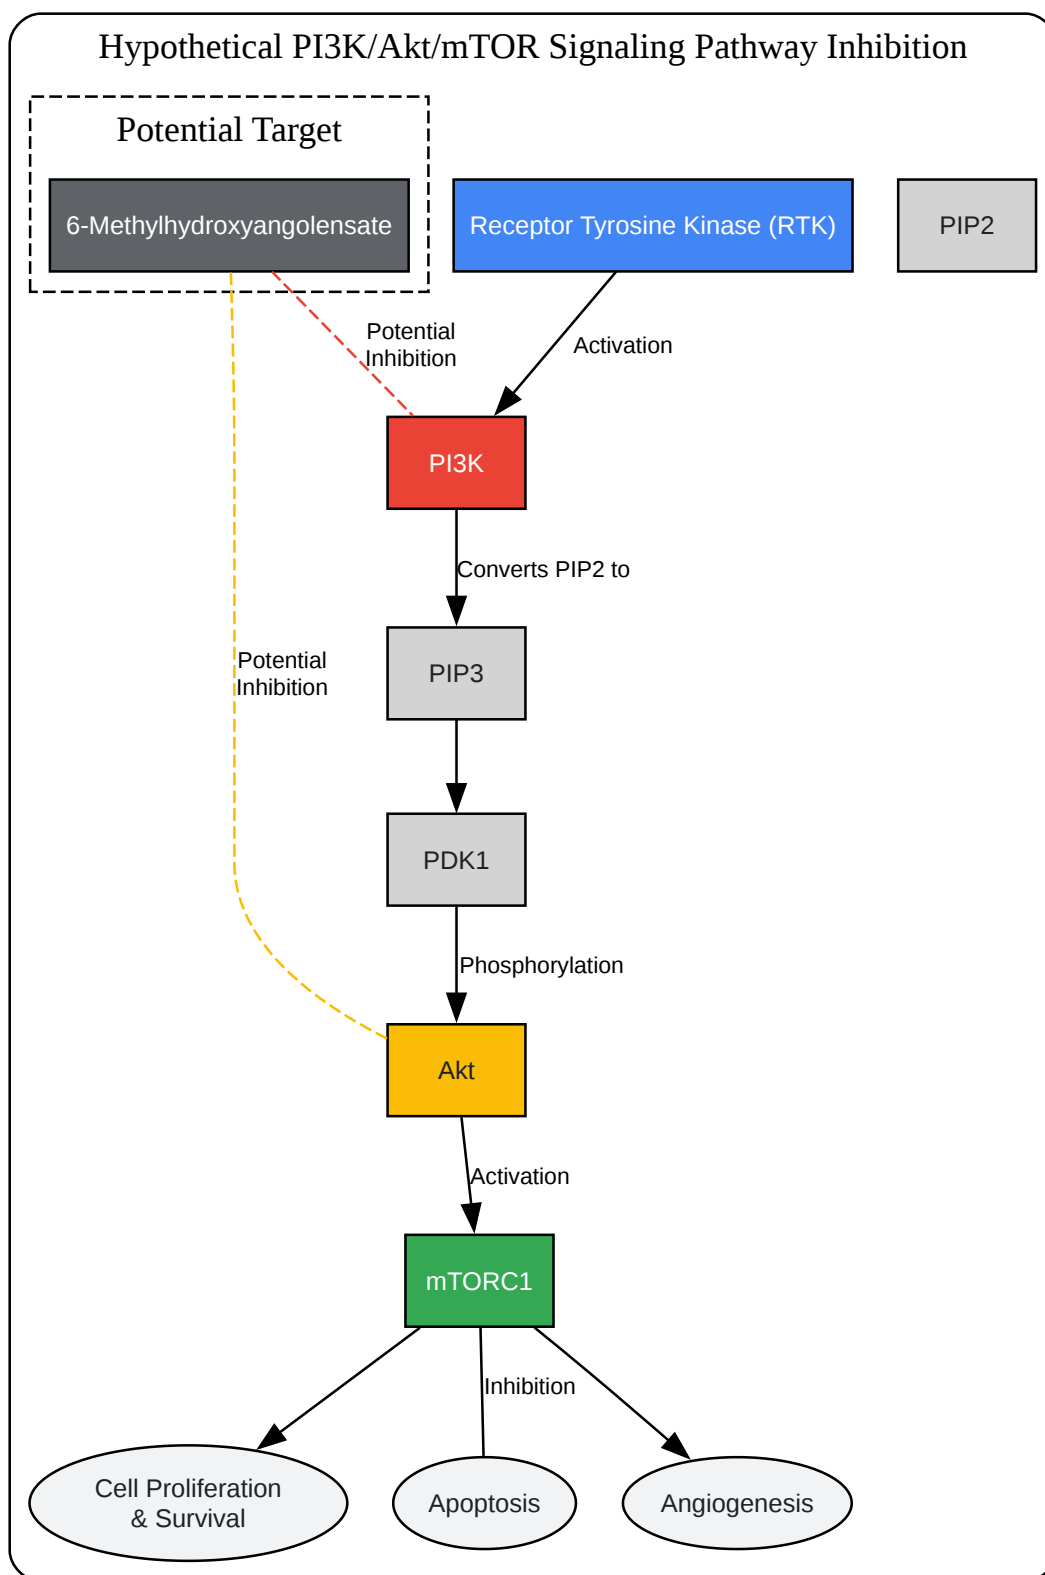 Hypothetical PI3K/Akt/mTOR Signaling Pathway Inhibition
Potential Target
6-Methylhydroxyangolensate
Receptor Tyrosine Kinase (RTK)
PIP2
Potential
Inhibition
Activation
PI3K
Converts PIP2 to
Potential
Inhibition
PIP3
PDK1
Phosphorylation
Akt
Activation
mTORC1
Inhibition
Cell Proliferation
& Survival
Apoptosis
Angiogenesis